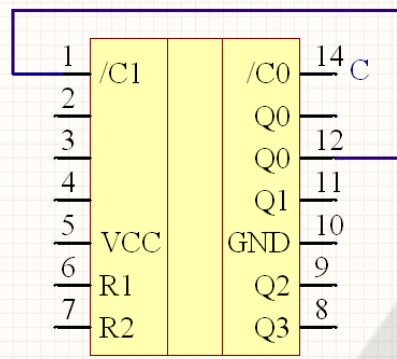 1 /C1 /C0 14 C
2 Q0
3 Q0 12
4 Q1 11
5 VCC GND 10
6 R1 Q2 9
7 R2 Q3 8